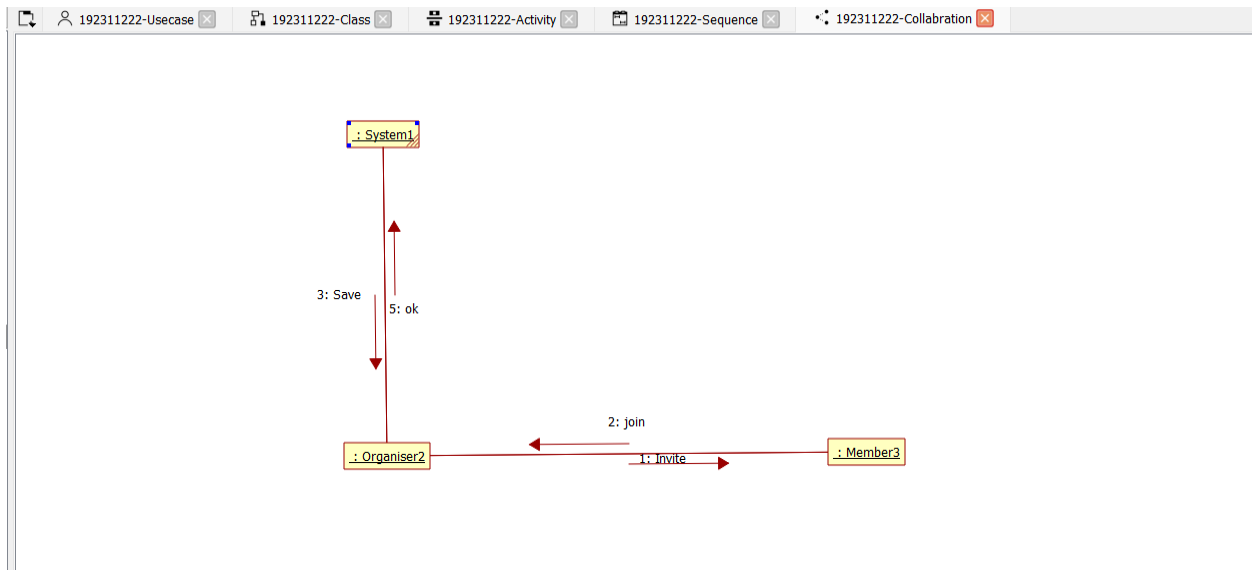 192311222-Usecase
192311222-Class
192311222-Activity
192311222-Sequence
192311222-Collabration
: System1
3: Save
5: ok
2: join
1: Invite
: Organiser2
: Member3